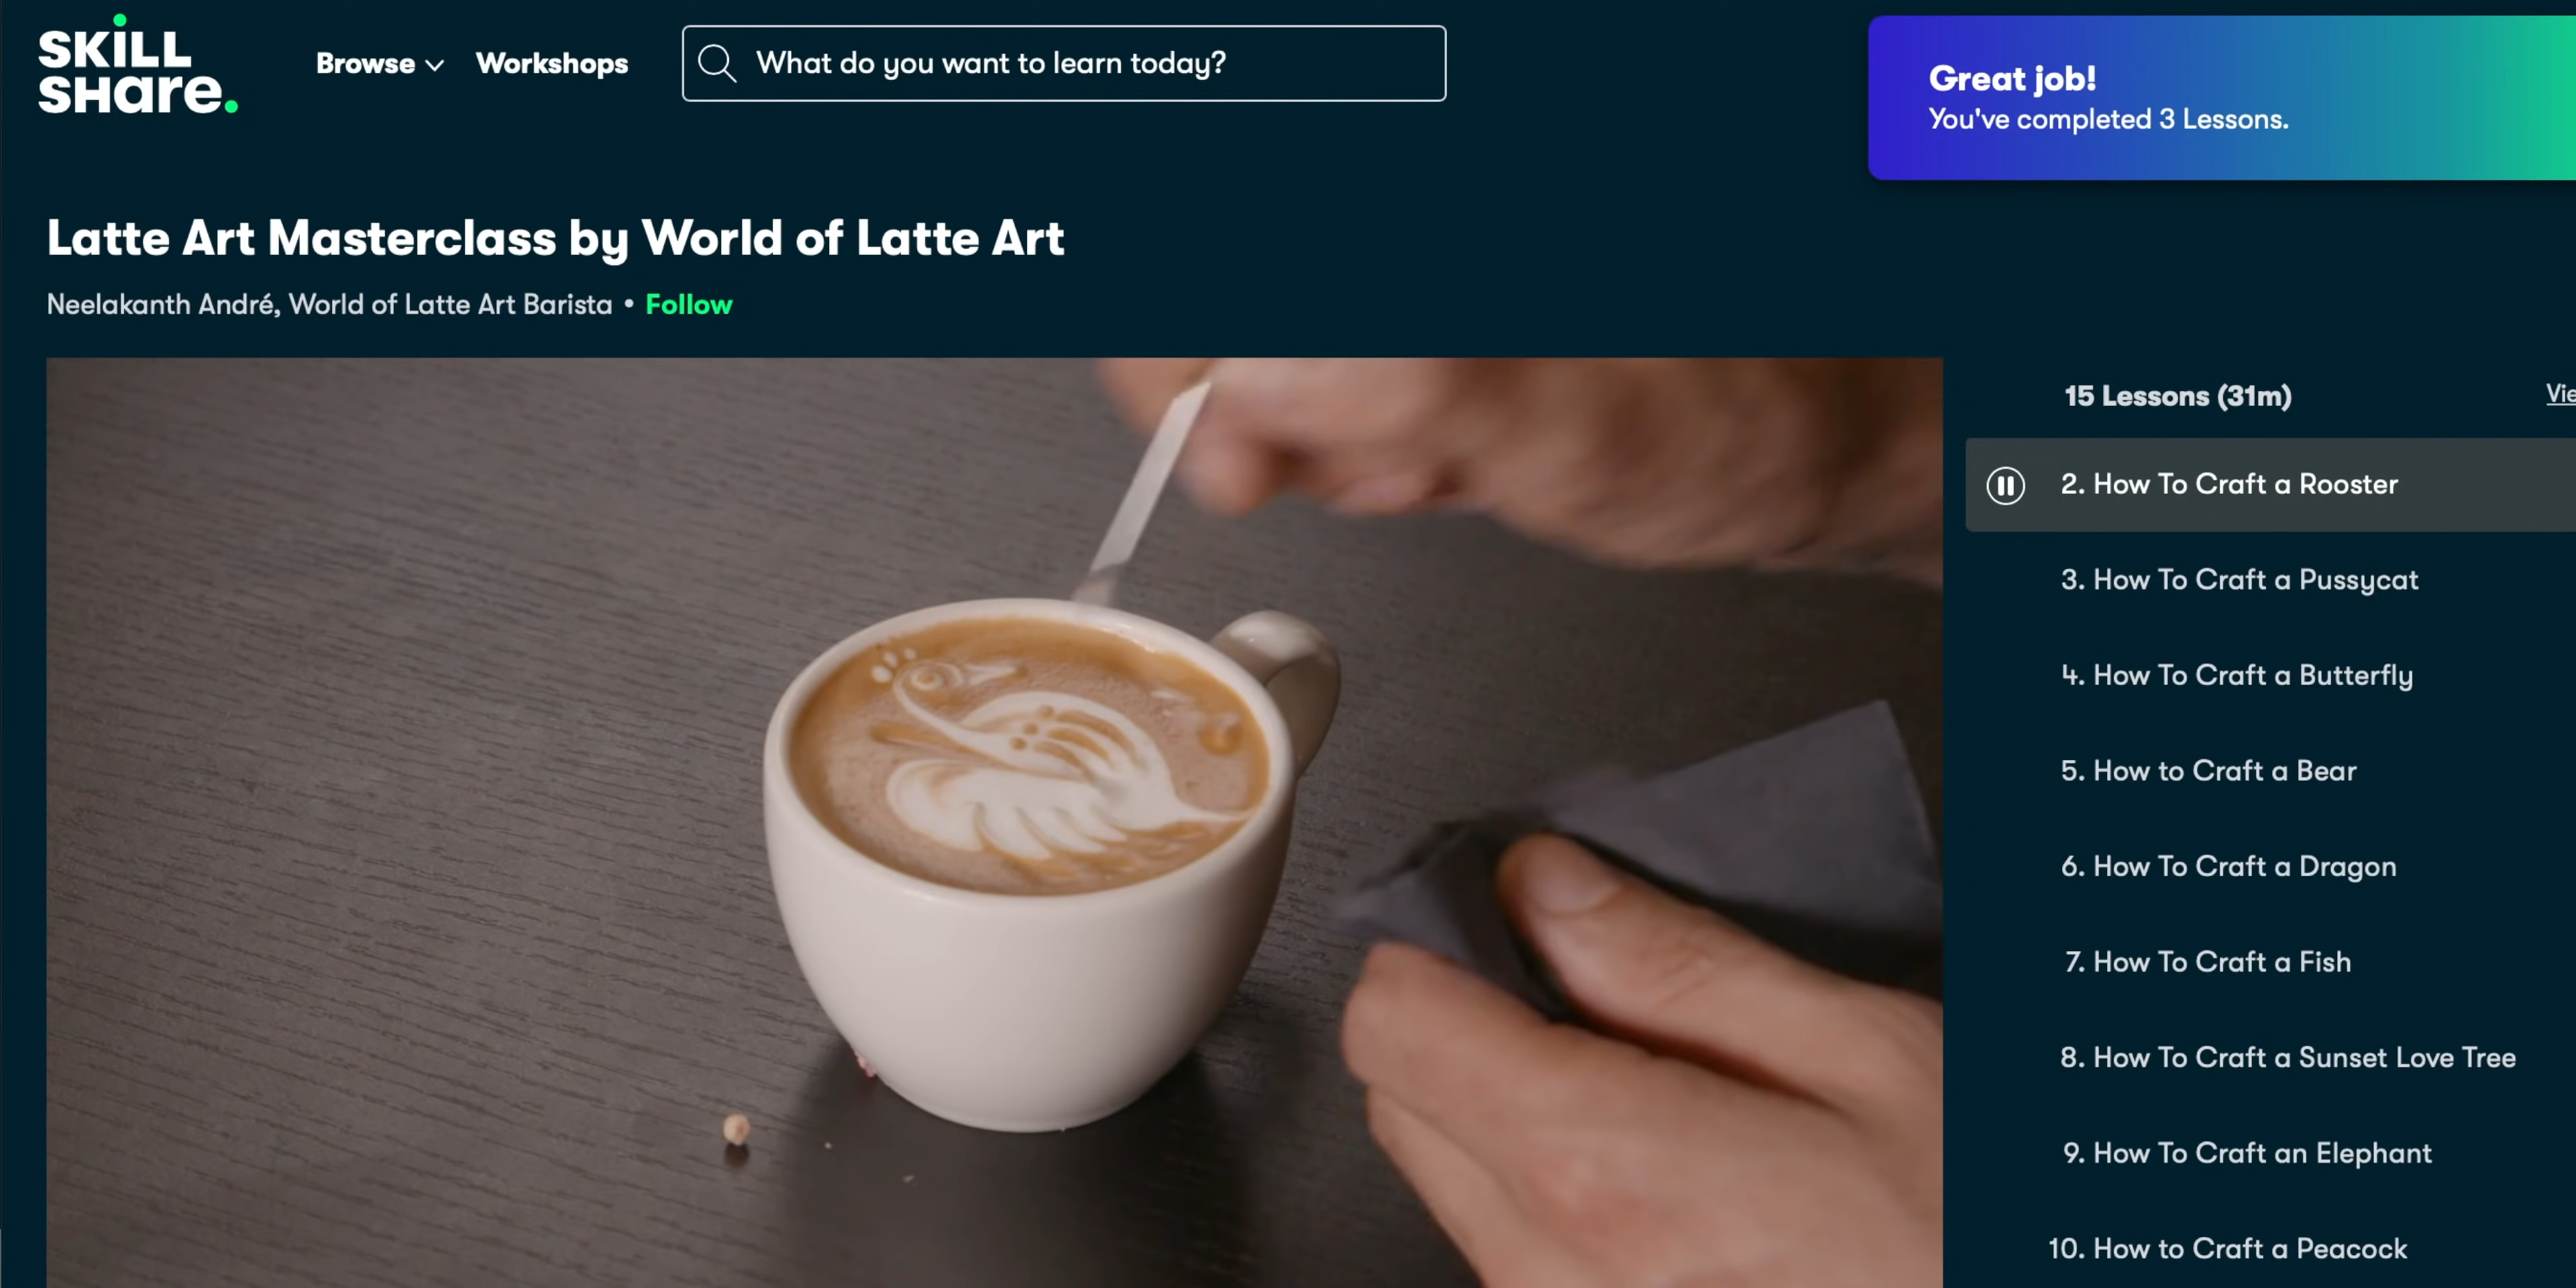 SKILL
SHare.
Browse
Workshops
What do you want to learn today?
Great job!
You've completed 3 Lessons.
Latte Art Masterclass by World of Latte Art
Neelakanth André, World of Latte Art Barista • Follow
15 Lessons (31m)
2. How To Craft a Rooster
3. How To Craft a Pussycat
4. How To Craft a Butterfly
5. How to Craft a Bear
6. How To Craft a Dragon
7. How To Craft a Fish
8. How To Craft a Sunset Love Tree
9. How To Craft an Elephant
10. How to Craft a Peacock